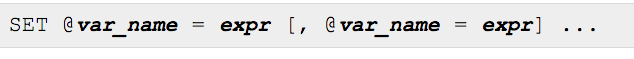 SET @var_name = expr [, @var_name = expr] ...